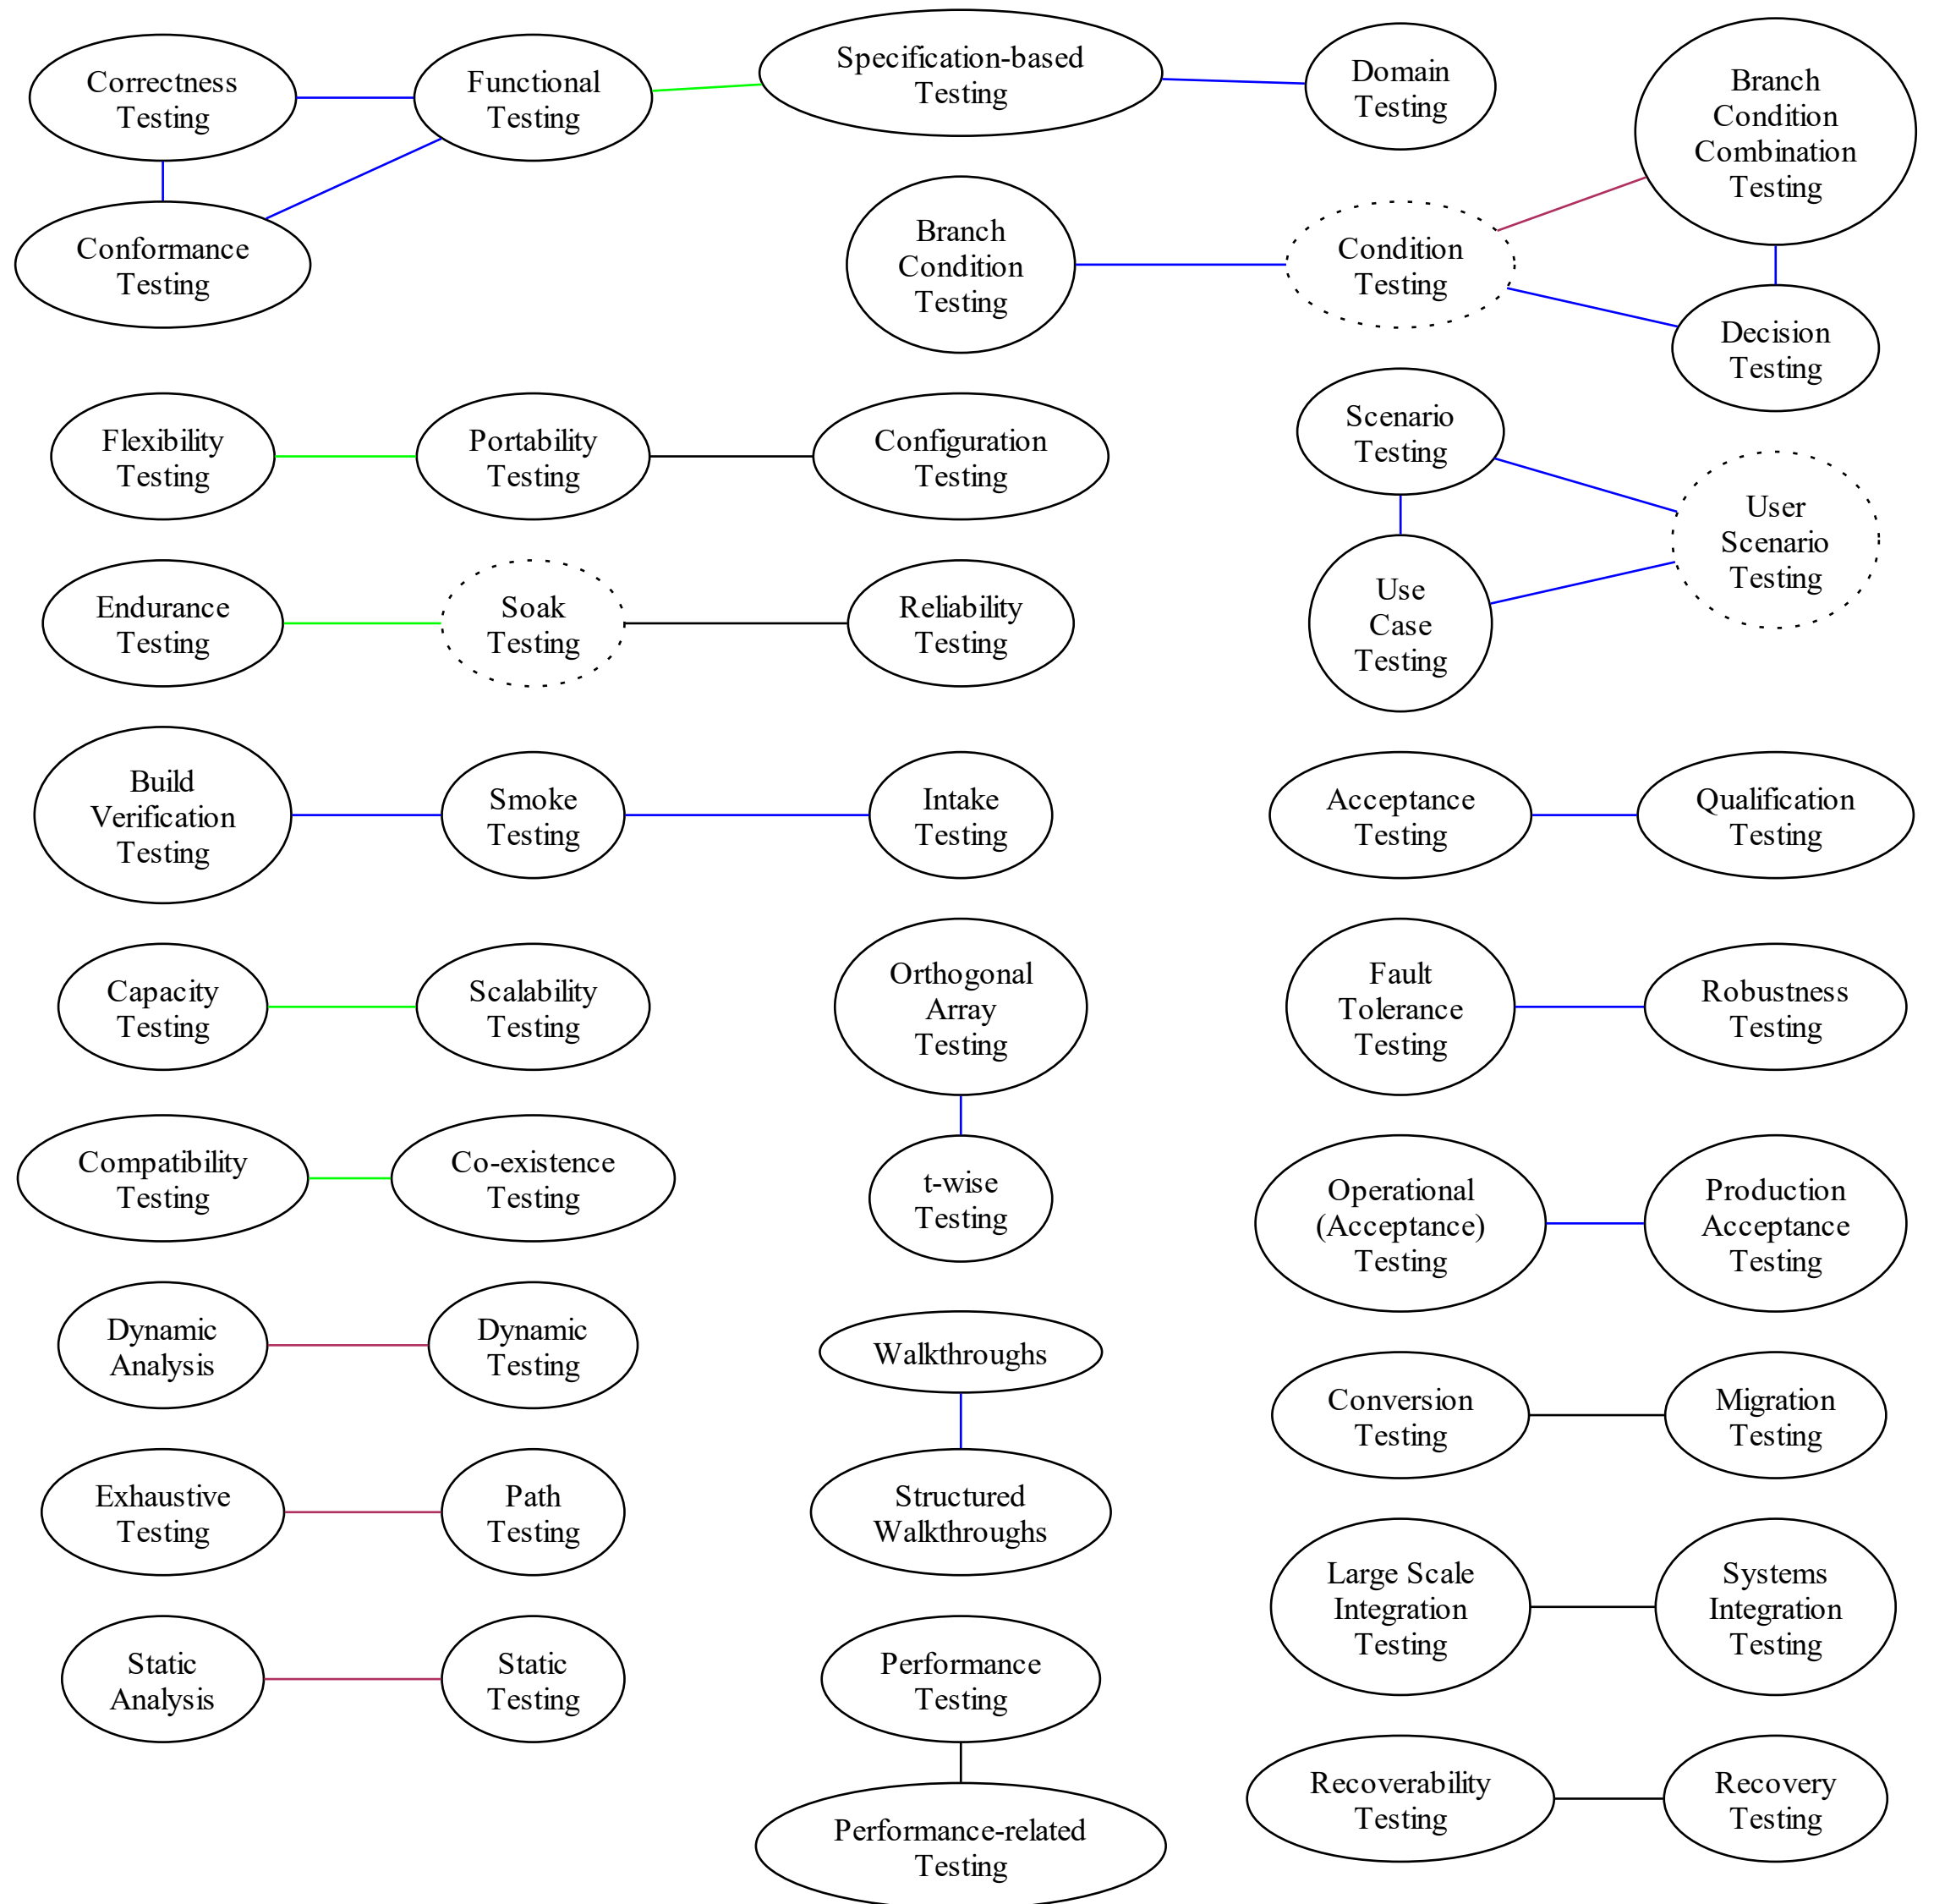 Correctness
Testing
Functional
Testing
Specification-based
Testing
Domain
Testing
Branch
Condition
Combination
Testing
Conformance
Testing
Branch
Condition
Testing
Condition
Testing
Decision
Testing
Flexibility
Testing
Portability
Testing
Configuration
Testing
Scenario
Testing
User
Scenario
Testing
Endurance
Testing
Soak
Testing
Reliability
Testing
Use
Case
Testing
Build
Verification
Testing
Smoke
Testing
Intake
Testing
Acceptance
Testing
Qualification
Testing
Capacity
Testing
Scalability
Testing
Orthogonal
Array
Testing
Fault
Tolerance
Testing
Robustness
Testing
Compatibility
Testing
Co-existence
Testing
t-wise
Testing
Operational
(Acceptance)
Testing
Production
Acceptance
Testing
Dynamic
Analysis
Dynamic
Testing
Walkthroughs
Conversion
Testing
Migration
Testing
Exhaustive
Testing
Path
Testing
Structured
Walkthroughs
Large Scale
Integration
Testing
Systems
Integration
Testing
Static
Analysis
Static
Testing
Performance
Testing
Recoverability
Testing
Recovery
Testing
Performance-related
Testing